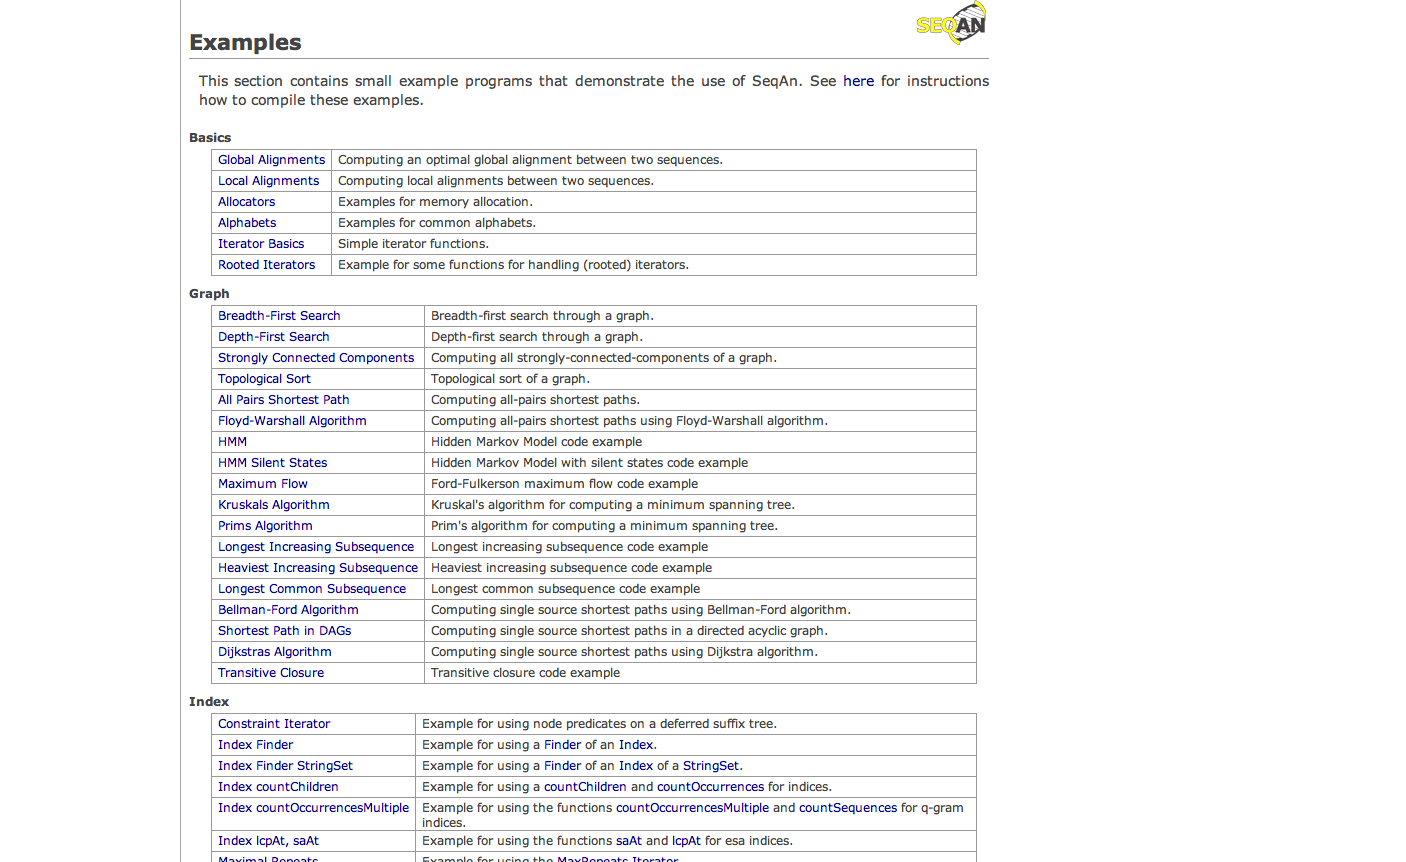 SEQAN
Examples
This section contains small example programs that demonstrate the use of SeqAn. See here for instructions
how to compile these examples.
Basics
Global Alignments Computing an optimal global alignment between two sequences.
Local Alignments Computing local alignments between two sequences.
Allocators Examples for memory allocation.
Alphabets Examples for common alphabets.
Iterator Basics Simple iterator functions.
Rooted Iterators Example for some functions for handling (rooted) iterators.
Graph
Breadth-First Search Breadth-first search through a graph.
Depth-First Search Depth-first search through a graph.
Strongly Connected Components Computing all strongly-connected-components of a graph.
Topological Sort Topological sort of a graph.
All Pairs Shortest Path Computing all-pairs shortest paths.
Floyd-Warshall Algorithm Computing all-pairs shortest paths using Floyd-Warshall algorithm.
HMM Hidden Markov Model code example
HMM Silent States Hidden Markov Model with silent states code example
Maximum Flow Ford-Fulkerson maximum flow code example
Kruskals Algorithm Kruskal's algorithm for computing a minimum spanning tree.
Prims Algorithm Prim's algorithm for computing a minimum spanning tree.
Longest Increasing Subsequence Longest increasing subsequence code example
Heaviest Increasing Subsequence Heaviest increasing subsequence code example
Longest Common Subsequence Longest common subsequence code example
Bellman-Ford Algorithm Computing single source shortest paths using Bellman-Ford algorithm.
Shortest Path in DAGs Computing single source shortest paths in a directed acyclic graph.
Dijkstras Algorithm Computing single source shortest paths using Dijkstra algorithm.
Transitive Closure Transitive closure code example
Index
Constraint Iterator Example for using node predicates on a deferred suffix tree.
Index Finder Example for using a Finder of an Index.
Index Finder StringSet Example for using a Finder of an Index of a StringSet.
Index countChildren Example for using a countChildren and countOccurrences for indices.
Index countOccurrencesMultiple Example for using the functions countOccurrencesMultiple and countSequences for q-gram
indices.
Index lcpAt, saAt Example for using the functions saAt and lcpAt for esa indices.
Maximal Repeats Example for using the MaxRepeats Iterator.